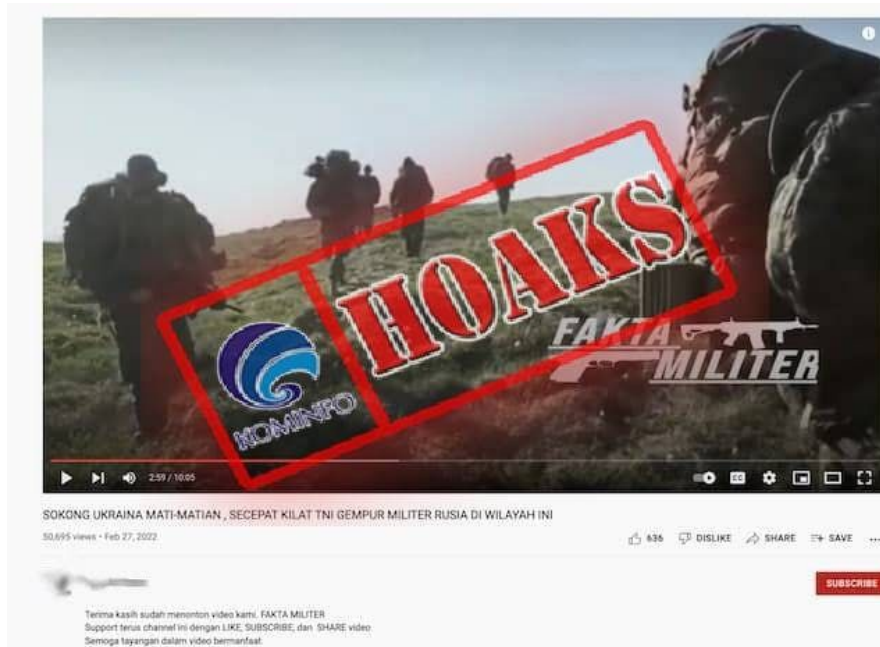 HOAKS
KOMINFO
FAKTA
MILITER
2:59 / 10:05
CC
SOKONG UKRAINA MATI-MATIAN , SECEPAT KILAT TNI GEMPUR MILITER RUSIA DI WILAYAH INI
50,695 views • Feb 27, 2022
636 DISLIKE SHARE SAVE ...
SUBSCRIBE
Terima kasih sudah menonton video kami. FAKTA MILITER
Support terus channel ini dengan LIKE, SUBSCRIBE, dan SHARE video
Semoga tayangan dalam video bermanfaat